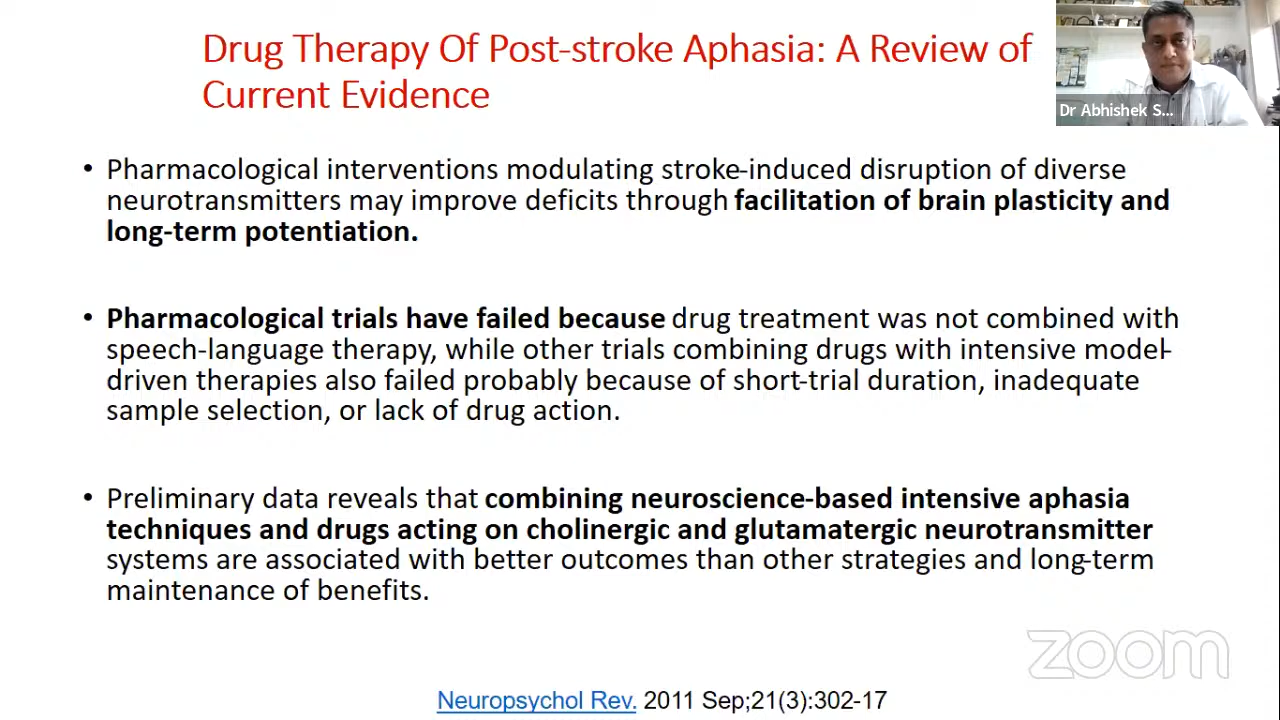 Drug Therapy Of Post-stroke Aphasia: A Review of
Current Evidence
Dr Abhishek S...
• Pharmacological interventions modulating stroke-induced disruption of diverse
neurotransmitters may improve deficits through facilitation of brain plasticity and
long-term potentiation.
• Pharmacological trials have failed because drug treatment was not combined with
speech-language therapy, while other trials combining drugs with intensive model-
driven therapies also failed probably because of short-trial duration, inadequate
sample selection, or lack of drug action.
• Preliminary data reveals that combining neuroscience-based intensive aphasia
techniques and drugs acting on cholinergic and glutamatergic neurotransmitter
systems are associated with better outcomes than other strategies and long-term
maintenance of benefits.
zoom
Neuropsychol Rev. 2011 Sep;21(3):302-17